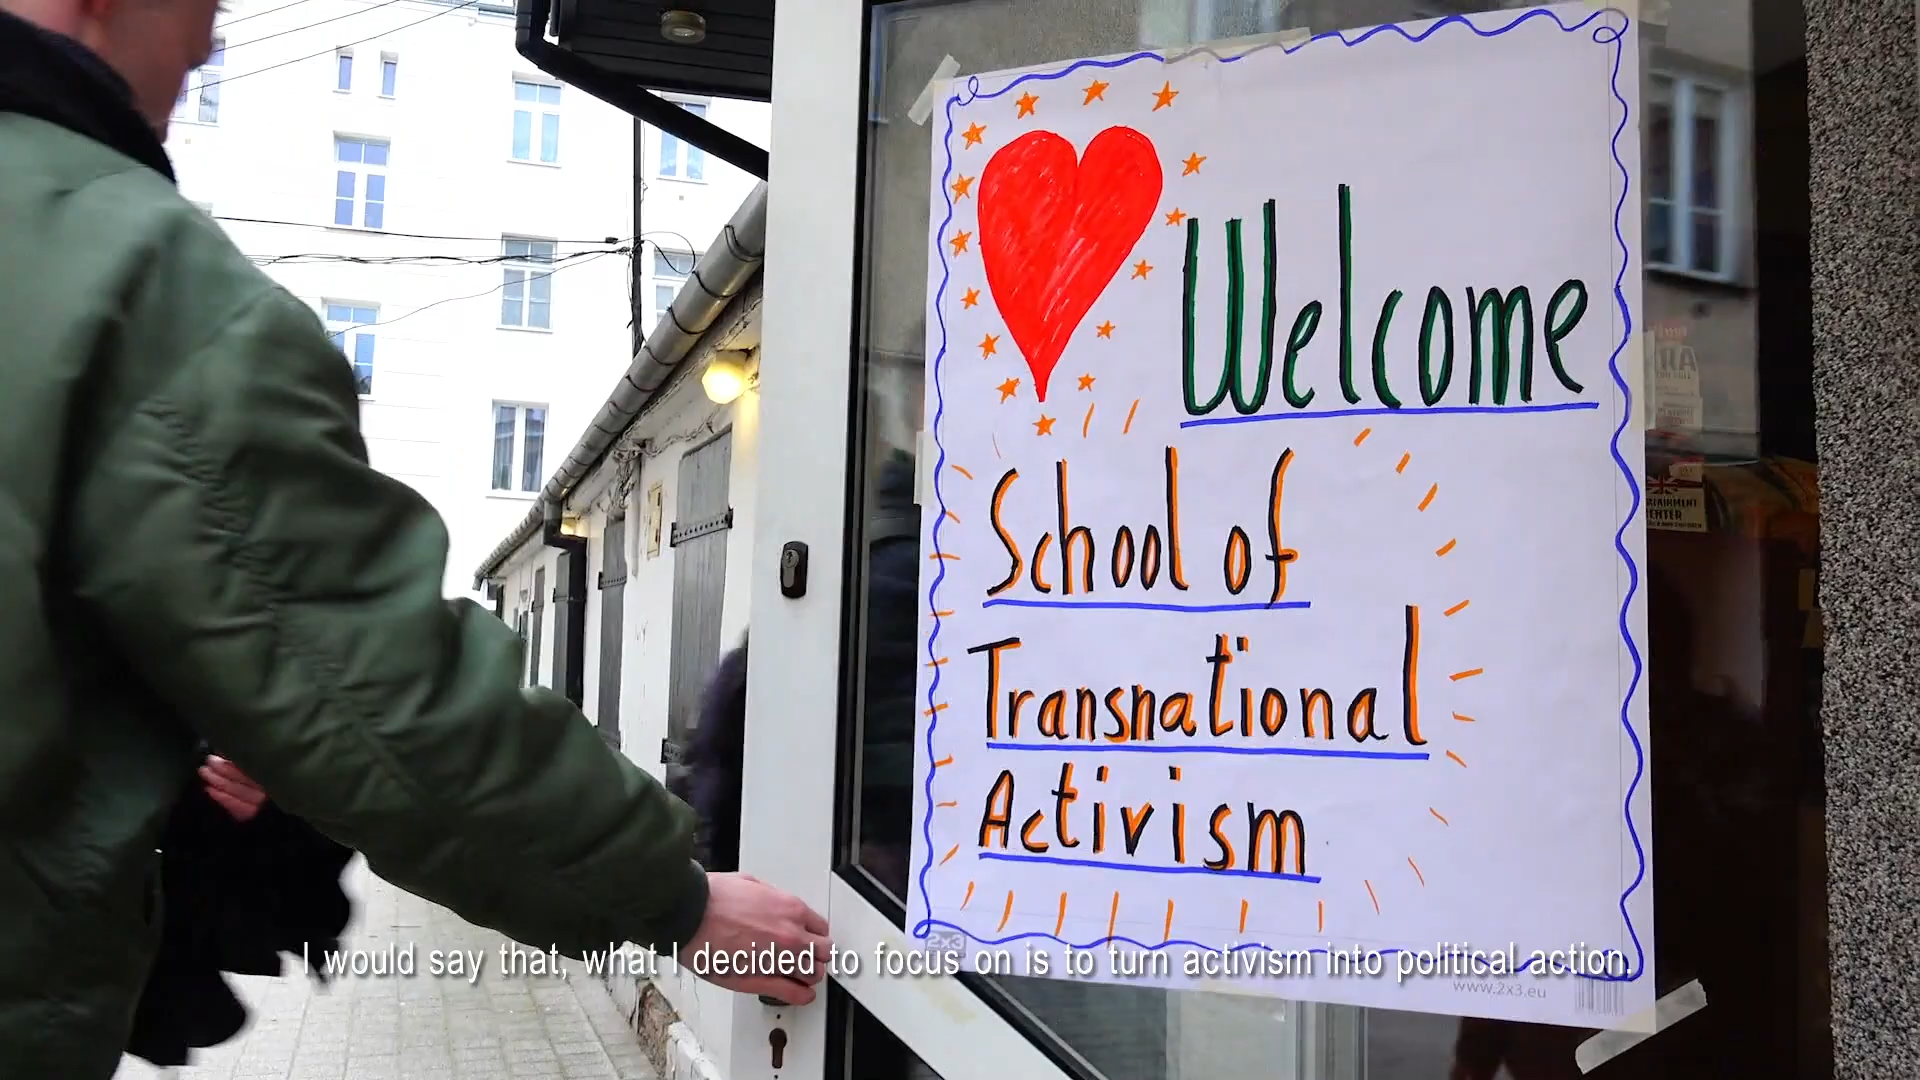 Welcome
School of
Transnational
Activism
2x3
I would say that, what I decided to focus on is to turn activism into political action.
www.2x3.eu